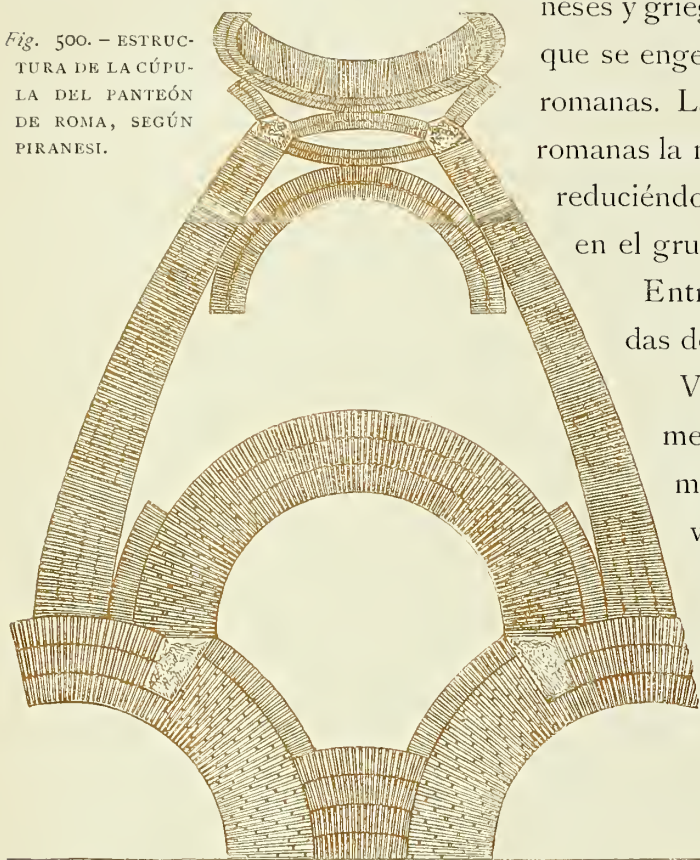 Fig. 500. – ESTRUC-
TURA DE LA CÚPU-
LA DEL PANTEÓN
DE ROMA, SEGÚN
PIRANESI.
neses y grieg
que se enge
romanas. L
romanas la
reduciéndo
en el gru
Entr
das d
V
me
m